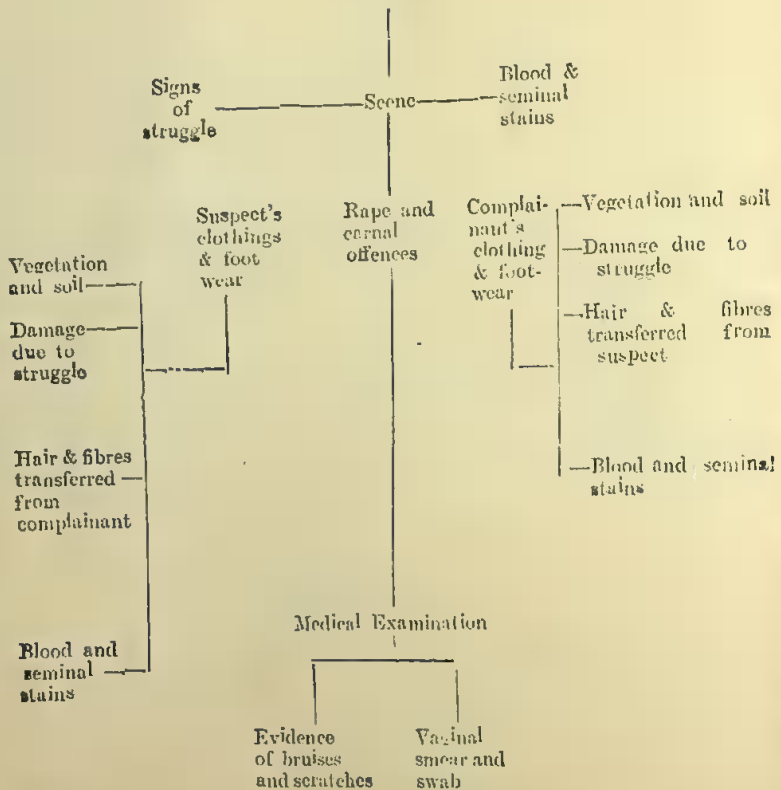 Signs
of
struggle
Scene
Blood &
seminal
stains
Suspect's
clothings
& foot
wear
Rape and
carnal
offences
Complai-
nant's
clothing
& foot-
wear
Vegetation and soil
Damage due to
struggle
Hair & fibres
transferred from
suspect
Blood and seminal
stains
Vegetation
and soil
Damage
due to
struggle
Hair & fibres
transferred
from
complainant
Blood and
seminal
stains
Medical Examination
Evidence
of bruises
and scratches
Vaginal
smear and
swab